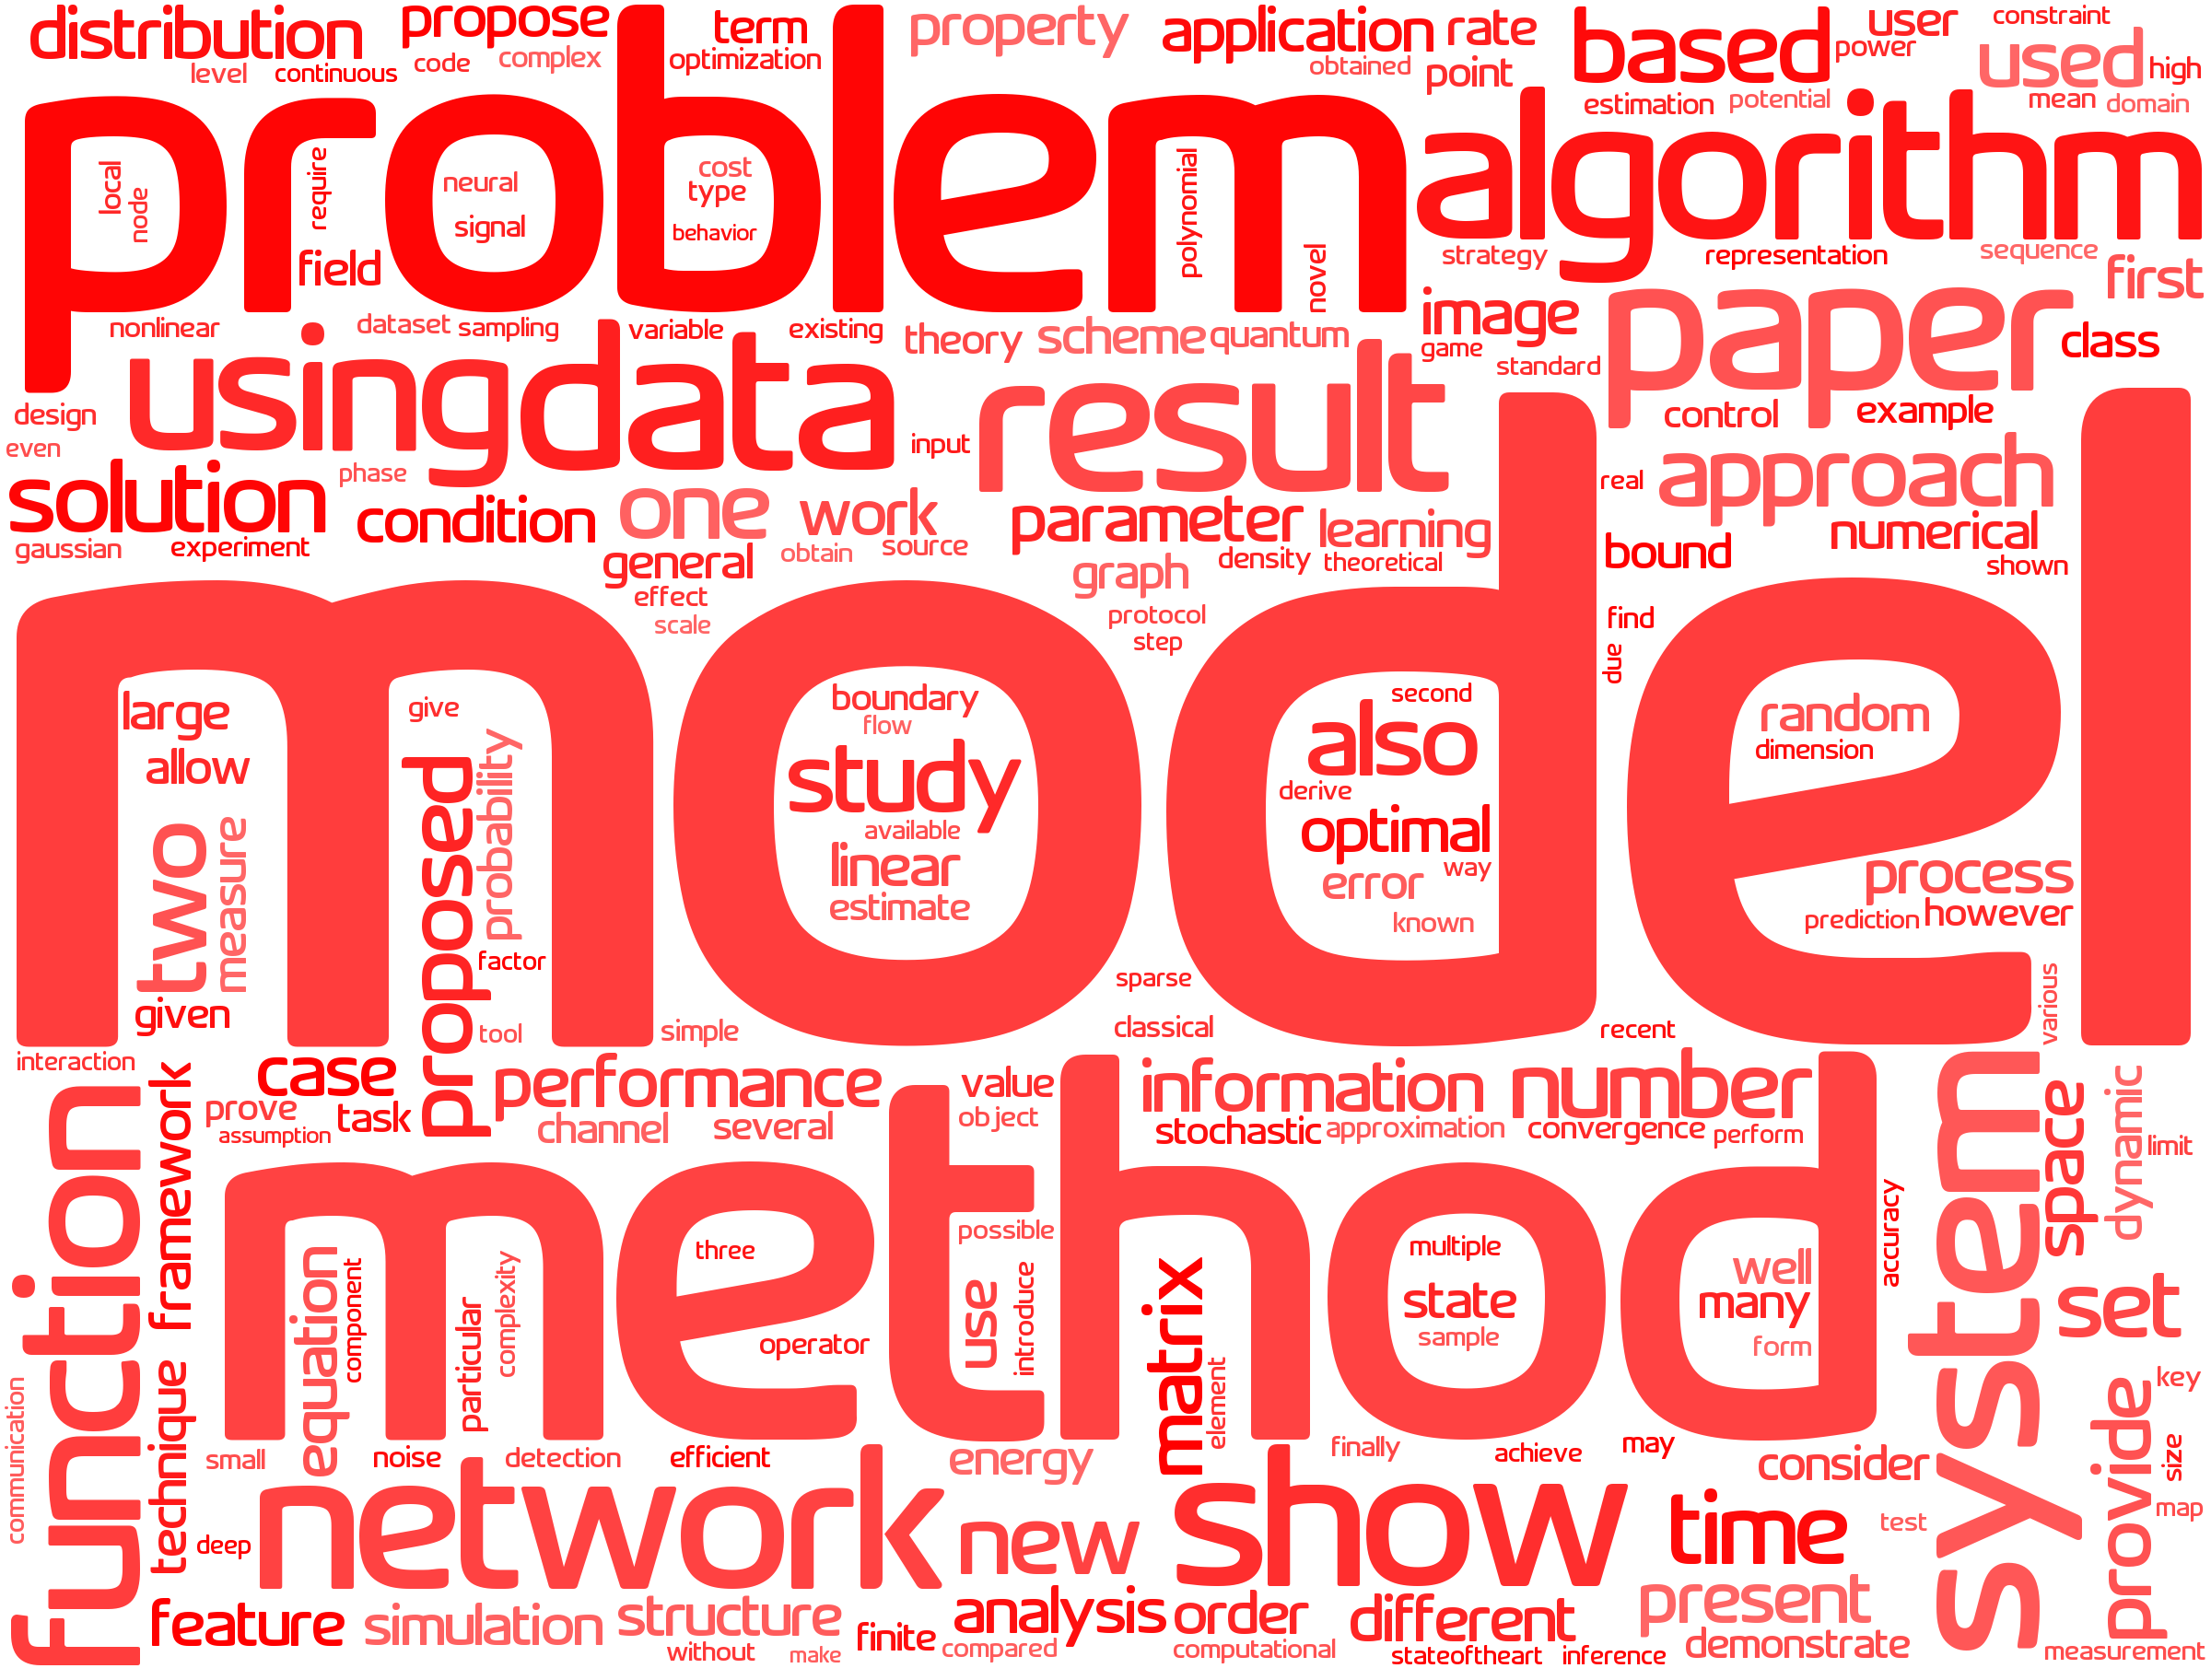 distribution propose term property application rate based user constraint
level continuous code complex optimization obtained point power used high
estimation potential mean domain
problem algorithm
local node require neural signal cost type behavior polynomial novel
field strategy representation sequence first
nonlinear dataset sampling variable existing theory scheme quantum image game standard paper class
design even using data input result control example
phase
solution condition one work parameter learning real approach
gaussian experiment general obtain source density theoretical graph bound numerical shown
effect scale protocol step find due
model
large allow give boundary flow study also second derive random dimension
two measure proposed probability available linear estimate optimal way error known process prediction however
given factor tool simple sparse classical recent various
interaction case performance value information number
prove assumption task channel several object stochastic approximation convergence perform space dynamic limit
function framework method system
equation component particular complexity three operator possible use introduce matrix element multiple state sample well many form accuracy set
communication technique small noise detection efficient energy finally achieve may consider provide key size map
deep network new show time test
feature simulation structure without make finite analysis compared order computational different stateoftheart inference present demonstrate measurement